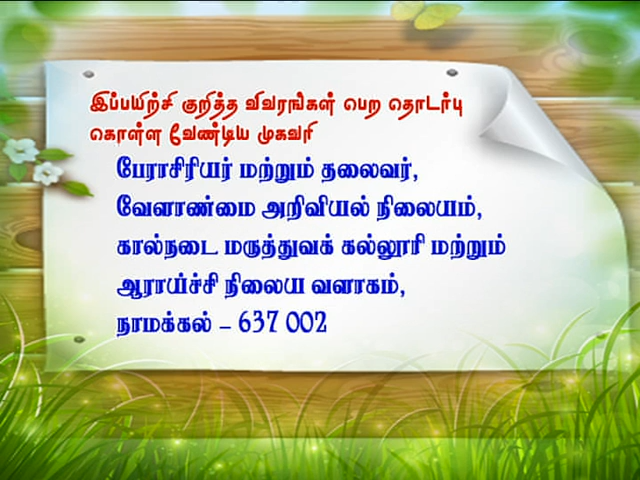 இப்பயிற்சி குறித்த விவரங்கள் பெற தொடர்பு
கொள்ள வேண்டிய முகவரி
பேராசிரியர் மற்றும் தலைவர்,
வேளாண்மை அறிவியல் நிலையம்,
கால்நடை மருத்துவக் கல்லூரி மற்றும்
ஆராய்ச்சி நிலைய வளாகம்,
நாமக்கல் – 637 002